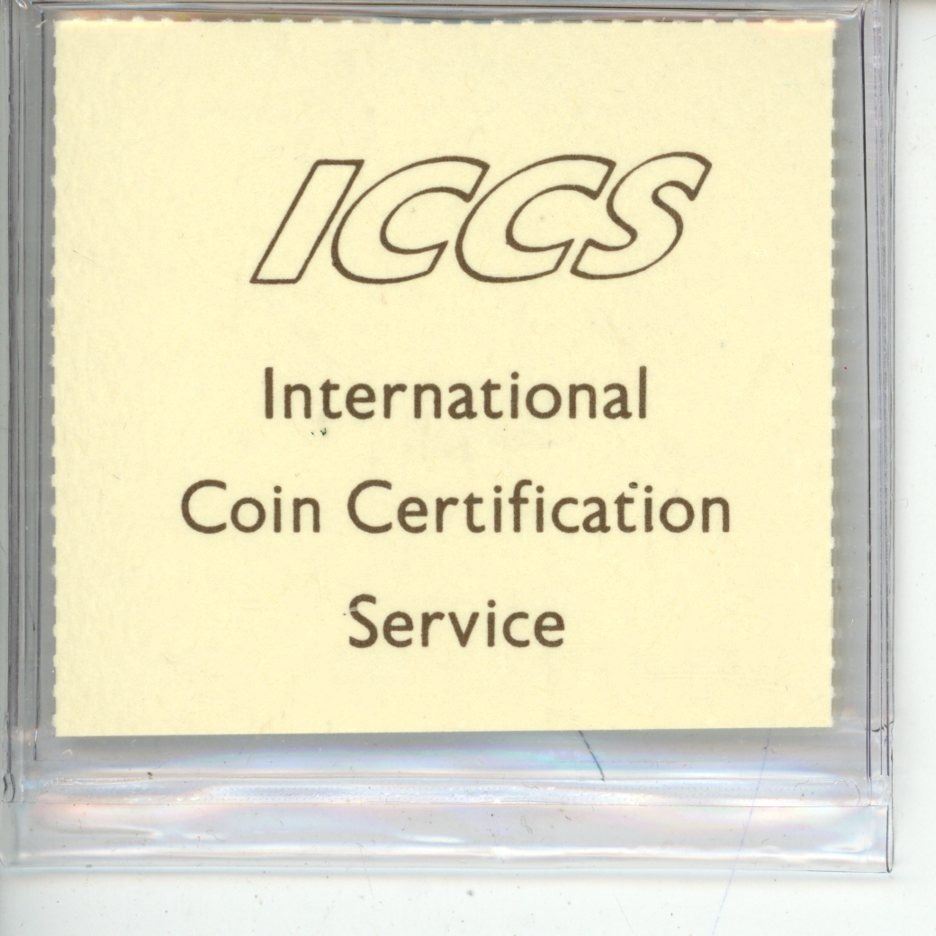 ICCS
International
Coin Certification
Service